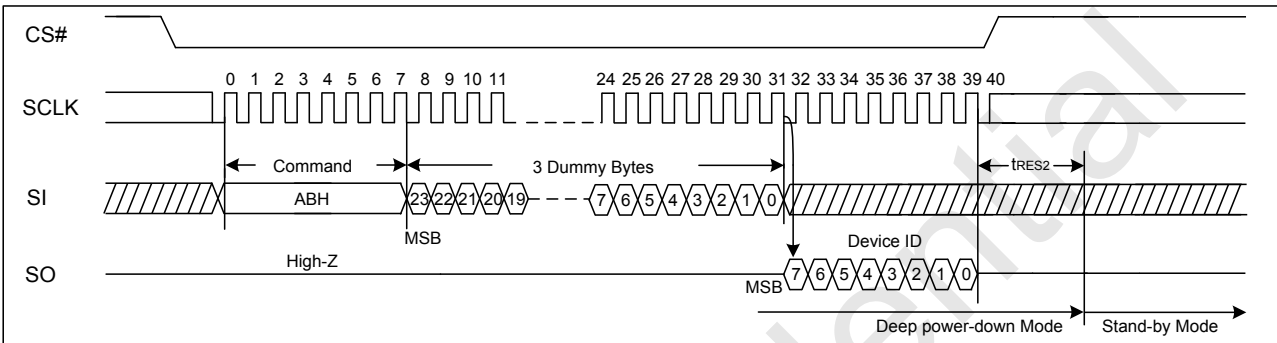 CS#
0 1 2 3 4 5 6 7 8 9 10 11 24 25 26 27 28 29 30 31 32 33 34 35 36 37 38 39 40
SCLK
Command 3 Dummy Bytes tRES2
SI ABH 23 22 21 20 19 7 6 5 4 3 2 1 0
MSB Device ID
High-Z
SO 7 6 5 4 3 2 1 0
MSB
Deep power-down Mode Stand-by Mode